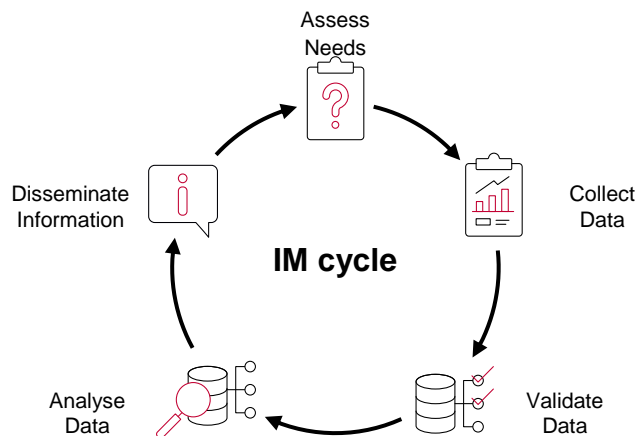 Assess
Needs
Disseminate
Information
Collect
Data
IM cycle
Analyse
Data
Validate
Data